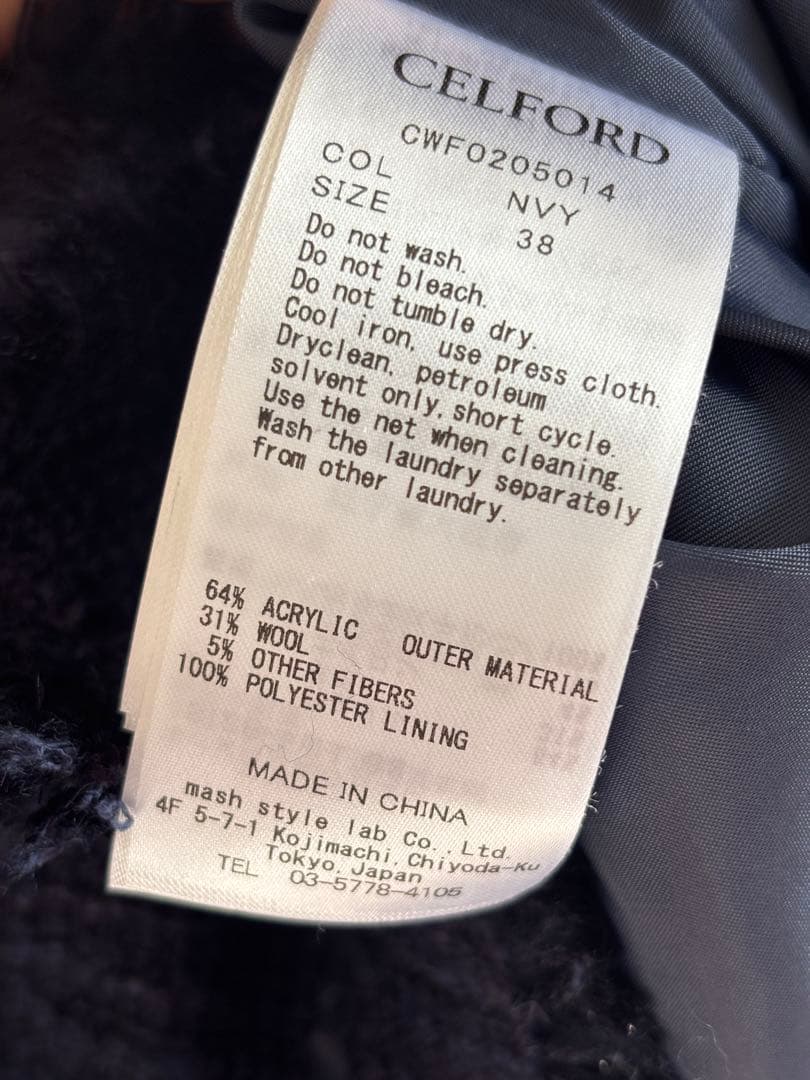 CELFORD
CWF0205014
COL NVY
SIZE 38
Do not wash.
Do not bleach.
Do not tumble dry.
Cool iron, use press cloth.
Dryclean, petroleum
solvent only, short cycle.
Use the net when cleaning.
Wash the laundry separately
from other laundry.
64% ACRYLIC OUTER MATERIAL
31% WOOL
5% OTHER FIBERS
100% POLYESTER LINING
MADE IN CHINA
mash style lab Co., Ltd.
4F 5-7-1 Kojimachi, Chiyoda-Ku
Tokyo, Japan
TEL 03-5778-4105